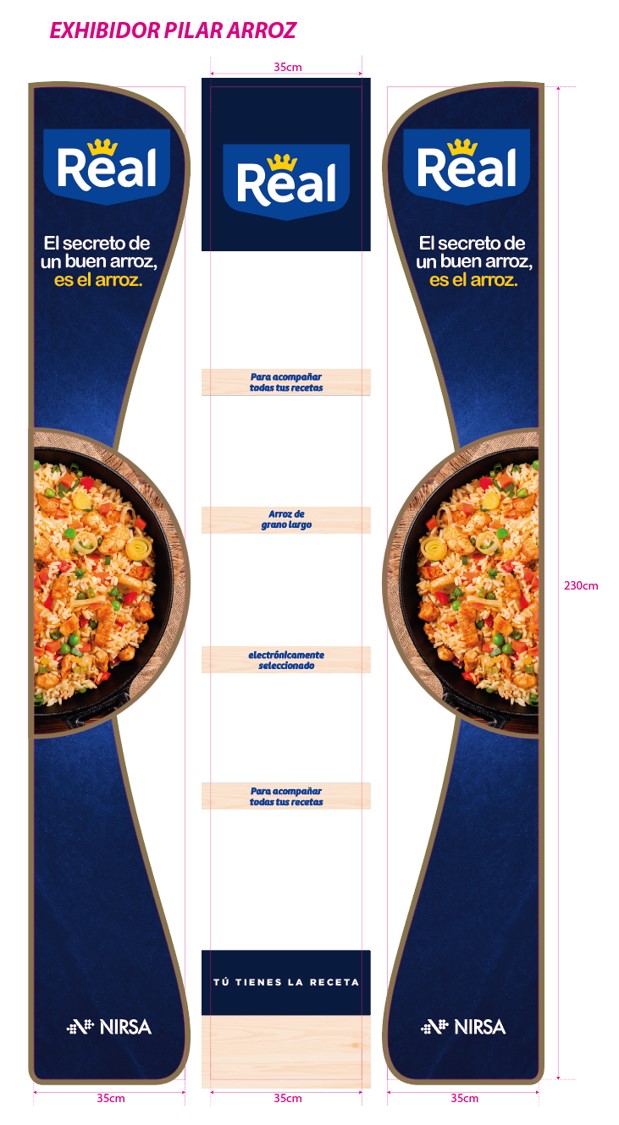 EXHIBIDOR PILAR ARROZ
35cm
Real
El secreto de
un buen arroz,
es el arroz.
NIRSA
35cm
Real
Para acompañar
todas tus recetas
Arroz de
grano largo
electrónicamente
seleccionado
Para acompañar
todas tus recetas
TÚ TIENES LA RECETA
35cm
Real
El secreto de
un buen arroz,
es el arroz.
NIRSA
35cm
230cm